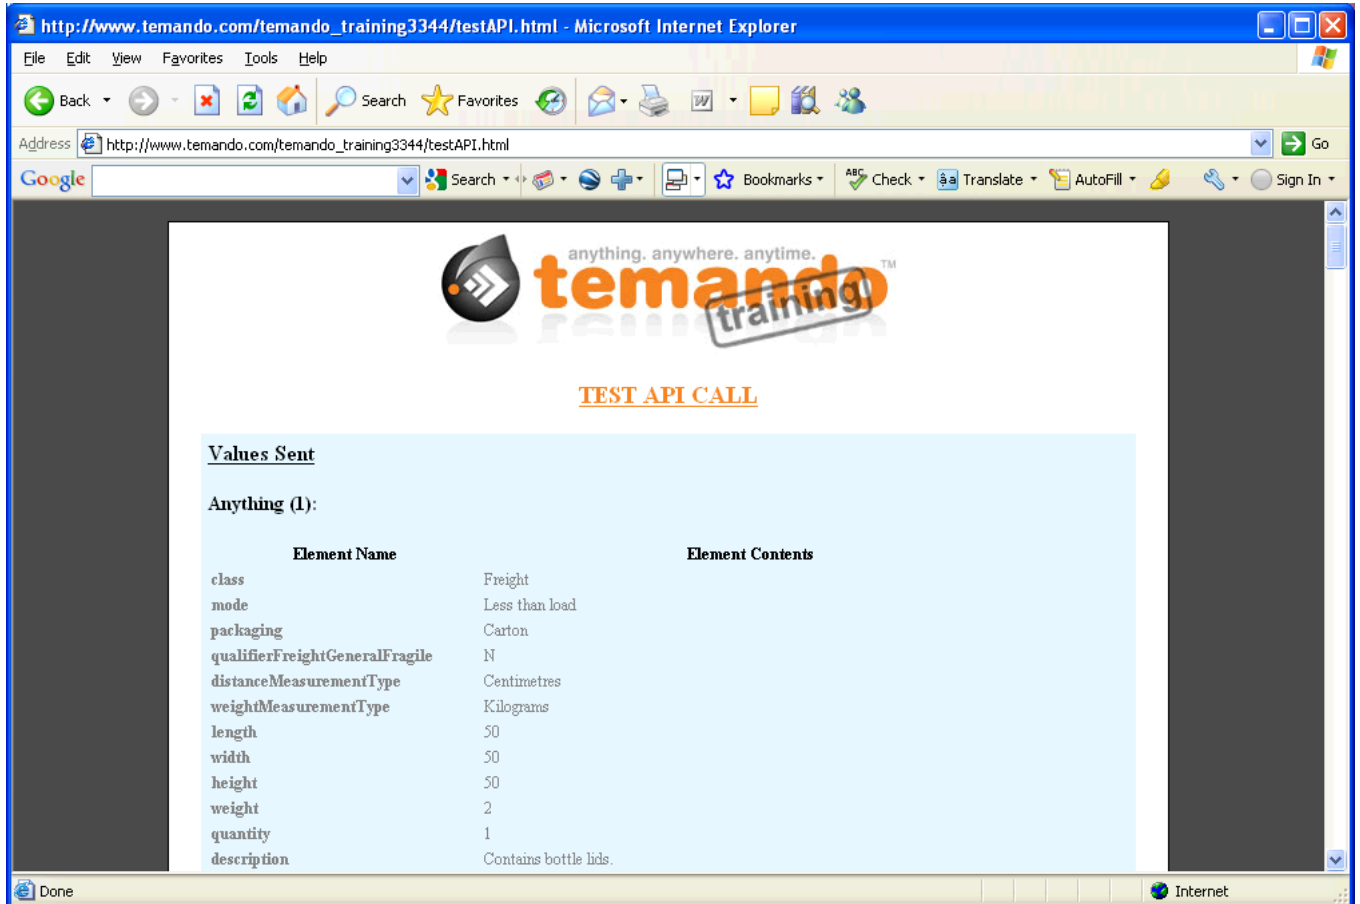 http://www.temando.com/temando_training3344/testAPI.html - Microsoft Internet Explorer
File Edit View Favorites Tools Help
Back Search Favorites
Address http://www.temando.com/temando_training3344/testAPI.html Go
Google Search Bookmarks ABC Check âa Translate AutoFill Sign In
anything. anywhere. anytime.
temando TM
training
TEST API CALL
Values Sent
Anything (1):
Element Name Element Contents
class Freight
mode Less than load
packaging Carton
qualifierFreightGeneralFragile N
distanceMeasurementType Centimetres
weightMeasurementType Kilograms
length 50
width 50
height 50
weight 2
quantity 1
description Contains bottle lids.
Done Internet